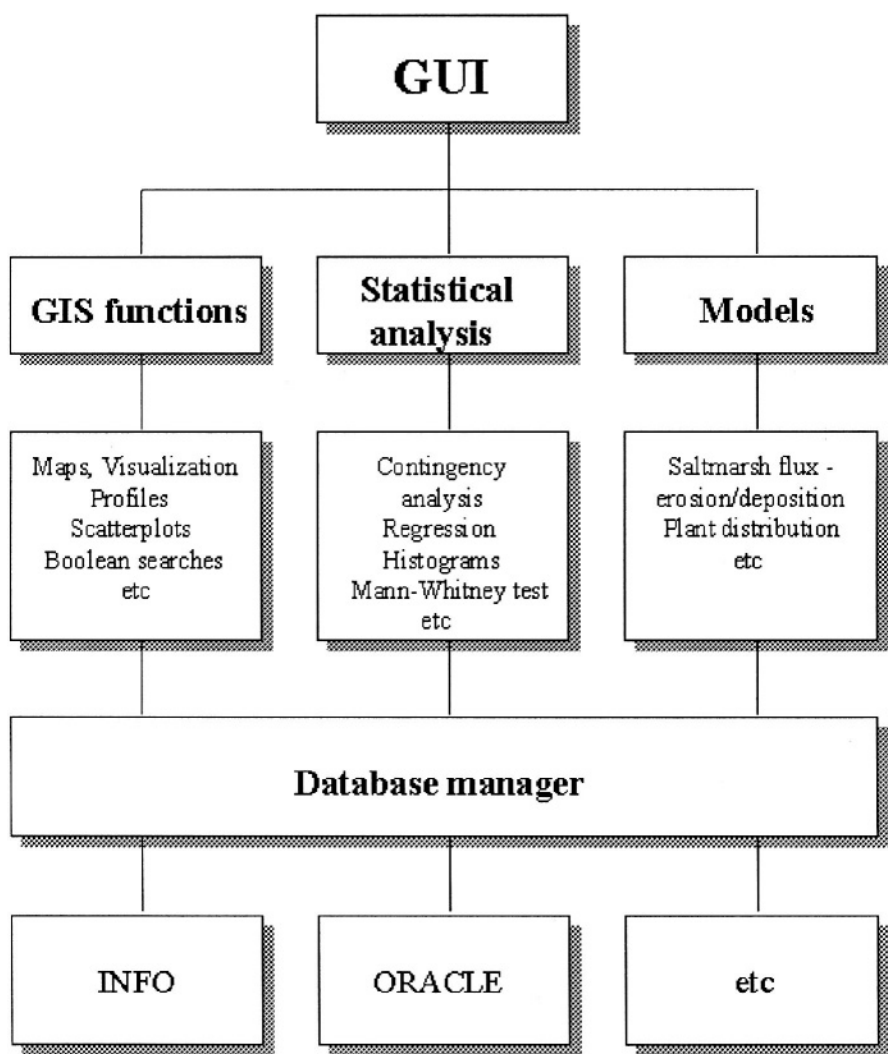 GUI
GIS functions
Statistical
analysis
Models
Maps, Visualization
Profiles
Scatterplots
Boolean searches
etc
Contingency
analysis
Regression
Histograms
Mann-Whitney test
etc
Saltmarsh flux -
erosion/deposition
Plant distribution
etc
Database manager
INFO
ORACLE
etc